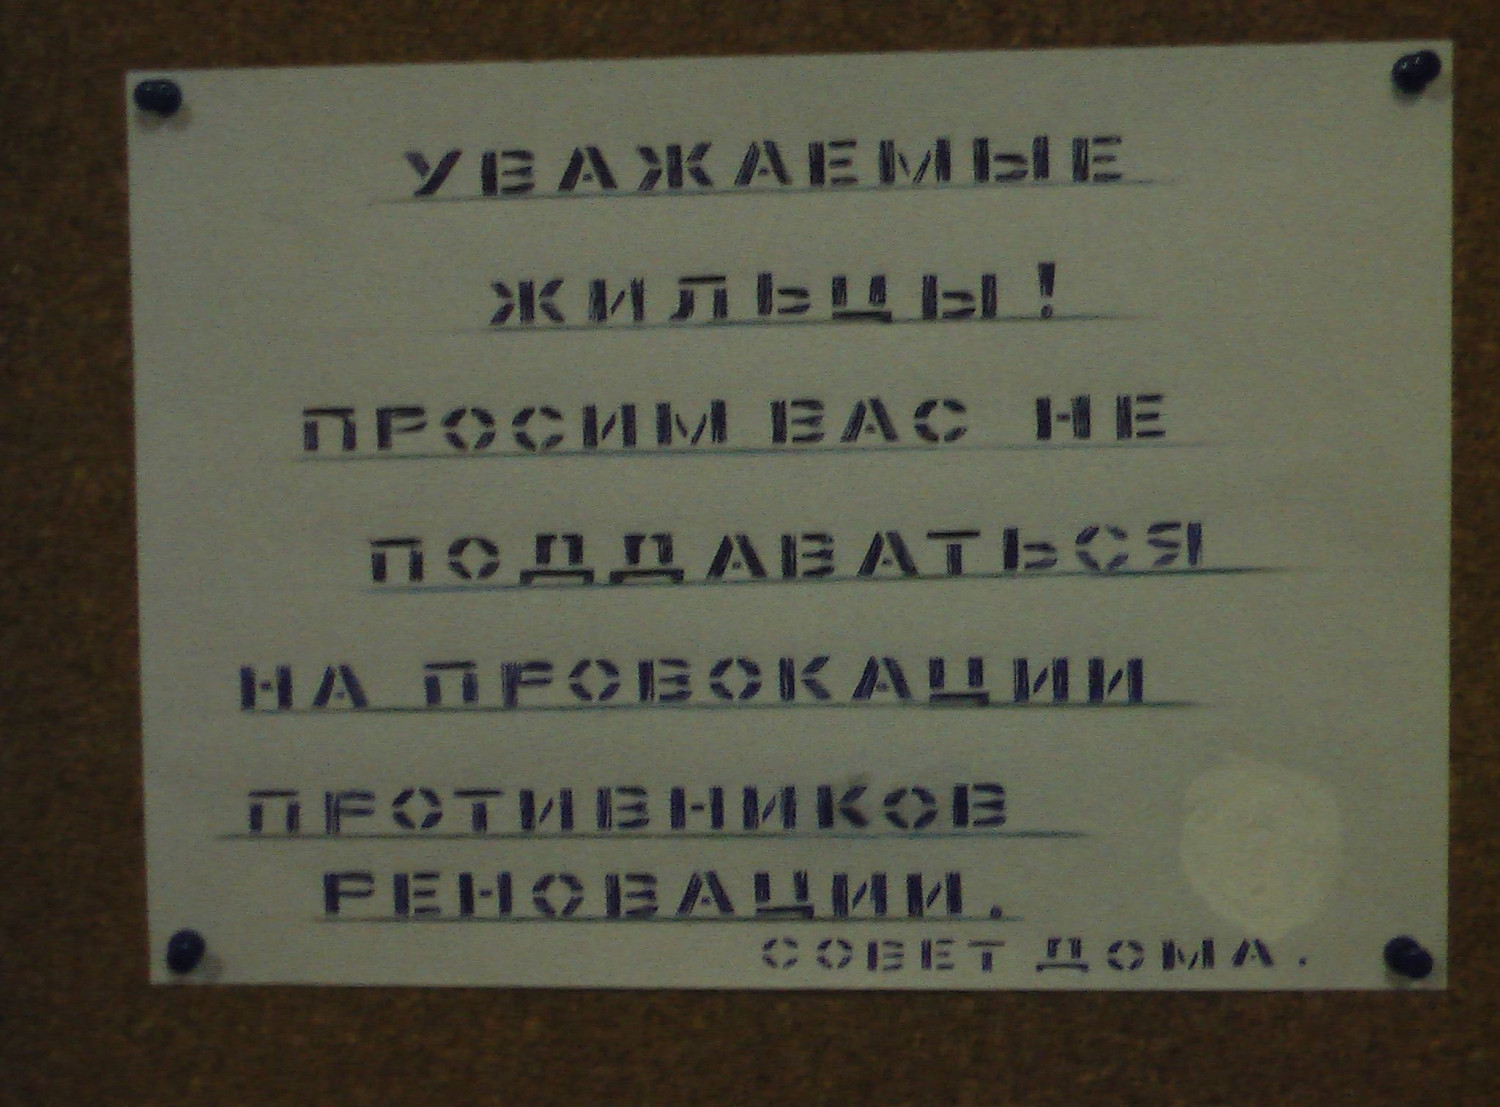 УВАЖАЕМЫЕ
ЖИЛЬЦЫ!
ПРОСИМ ВАС НЕ
ПОДДАВАТЬСЯ
НА ПРОВОКАЦИИ
ПРОТИВНИКОВ
РЕНОВАЦИИ.
СОВЕТ ДОМА.